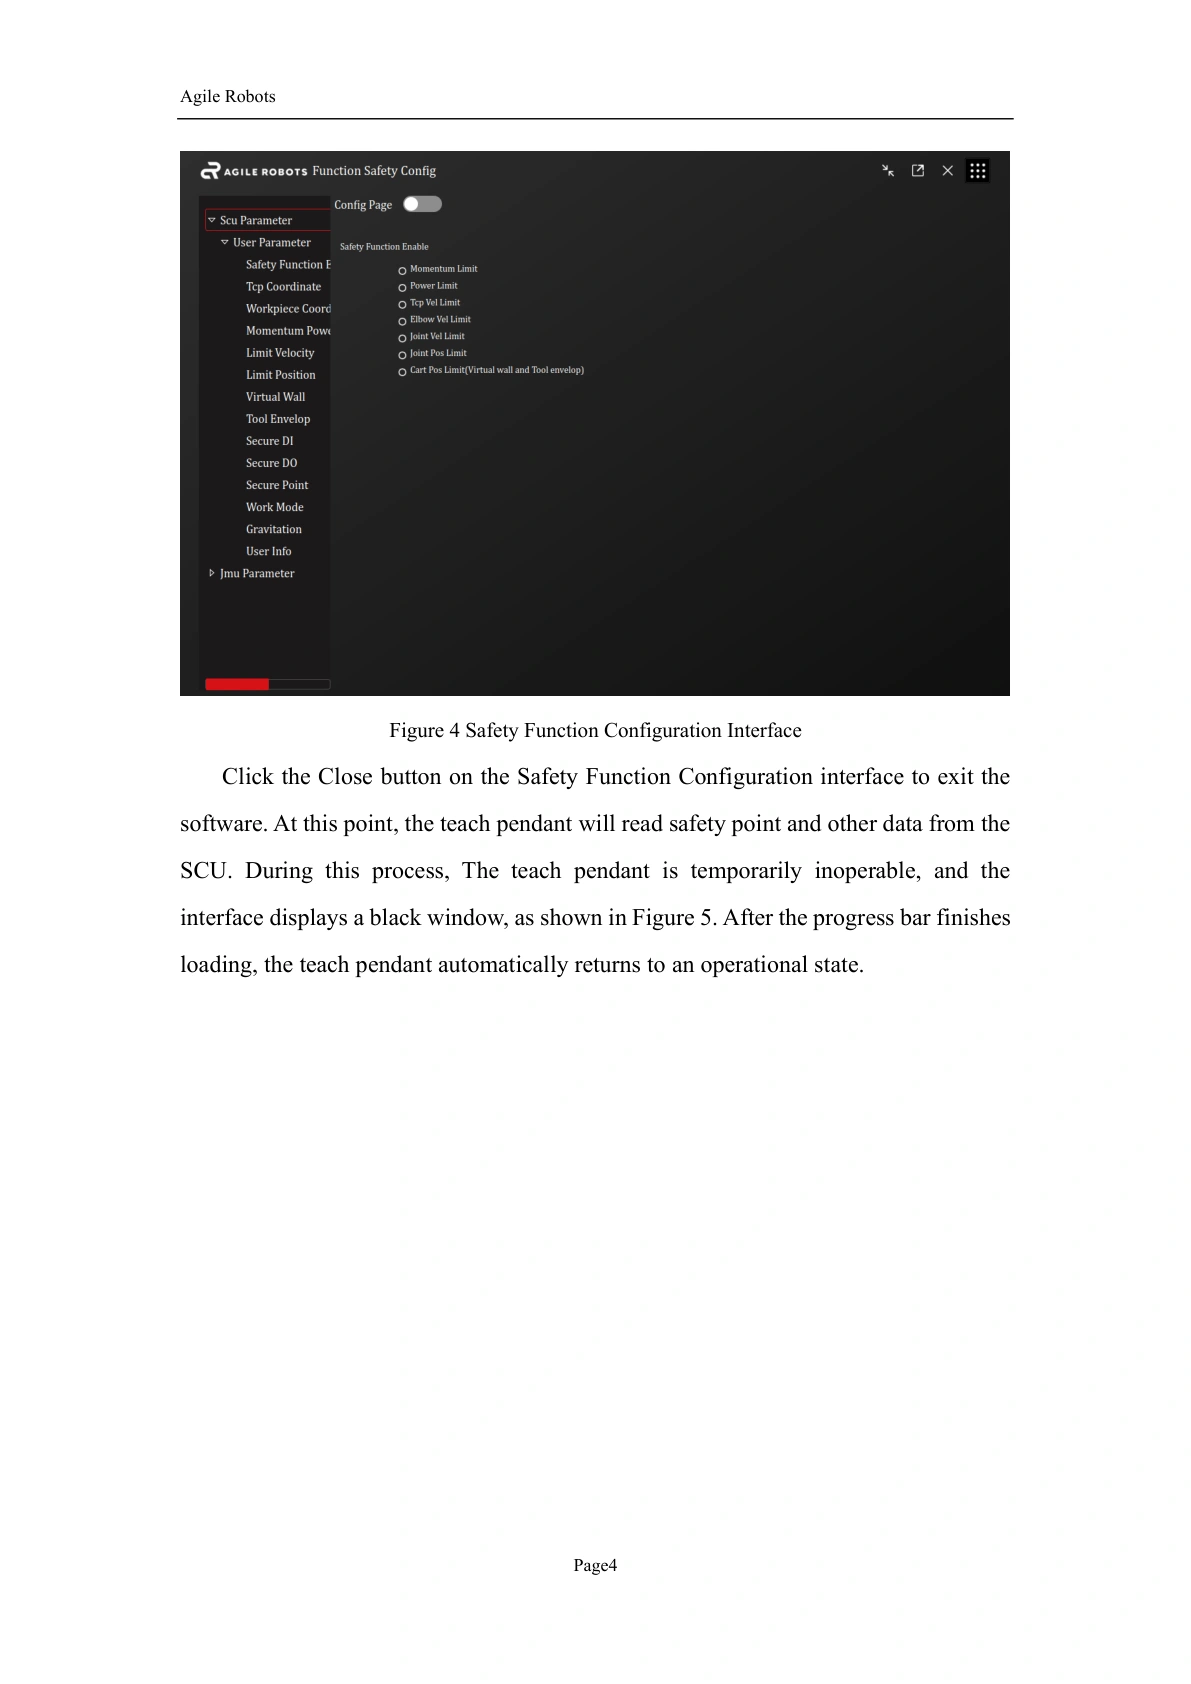 Agile Robots
AGILE ROBOTS Function Safety Config
Config Page
Scu Parameter
User Parameter
Safety Function E
Tcp Coordinate
Workpiece Coord
Momentum Powe
Limit Velocity
Limit Position
Virtual Wall
Tool Envelop
Secure DI
Secure DO
Secure Point
Work Mode
Gravitation
User Info
Jmu Parameter
Safety Function Enable
Momentum Limit
Power Limit
Tcp Vel Limit
Elbow Vel Limit
Joint Vel Limit
Joint Pos Limit
Cart Pos Limit(Virtual wall and Tool envelop)
Figure 4 Safety Function Configuration Interface
Click the Close button on the Safety Function Configuration interface to exit the
software. At this point, the teach pendant will read safety point and other data from the
SCU. During this process, The teach pendant is temporarily inoperable, and the
interface displays a black window, as shown in Figure 5. After the progress bar finishes
loading, the teach pendant automatically returns to an operational state.
Page4